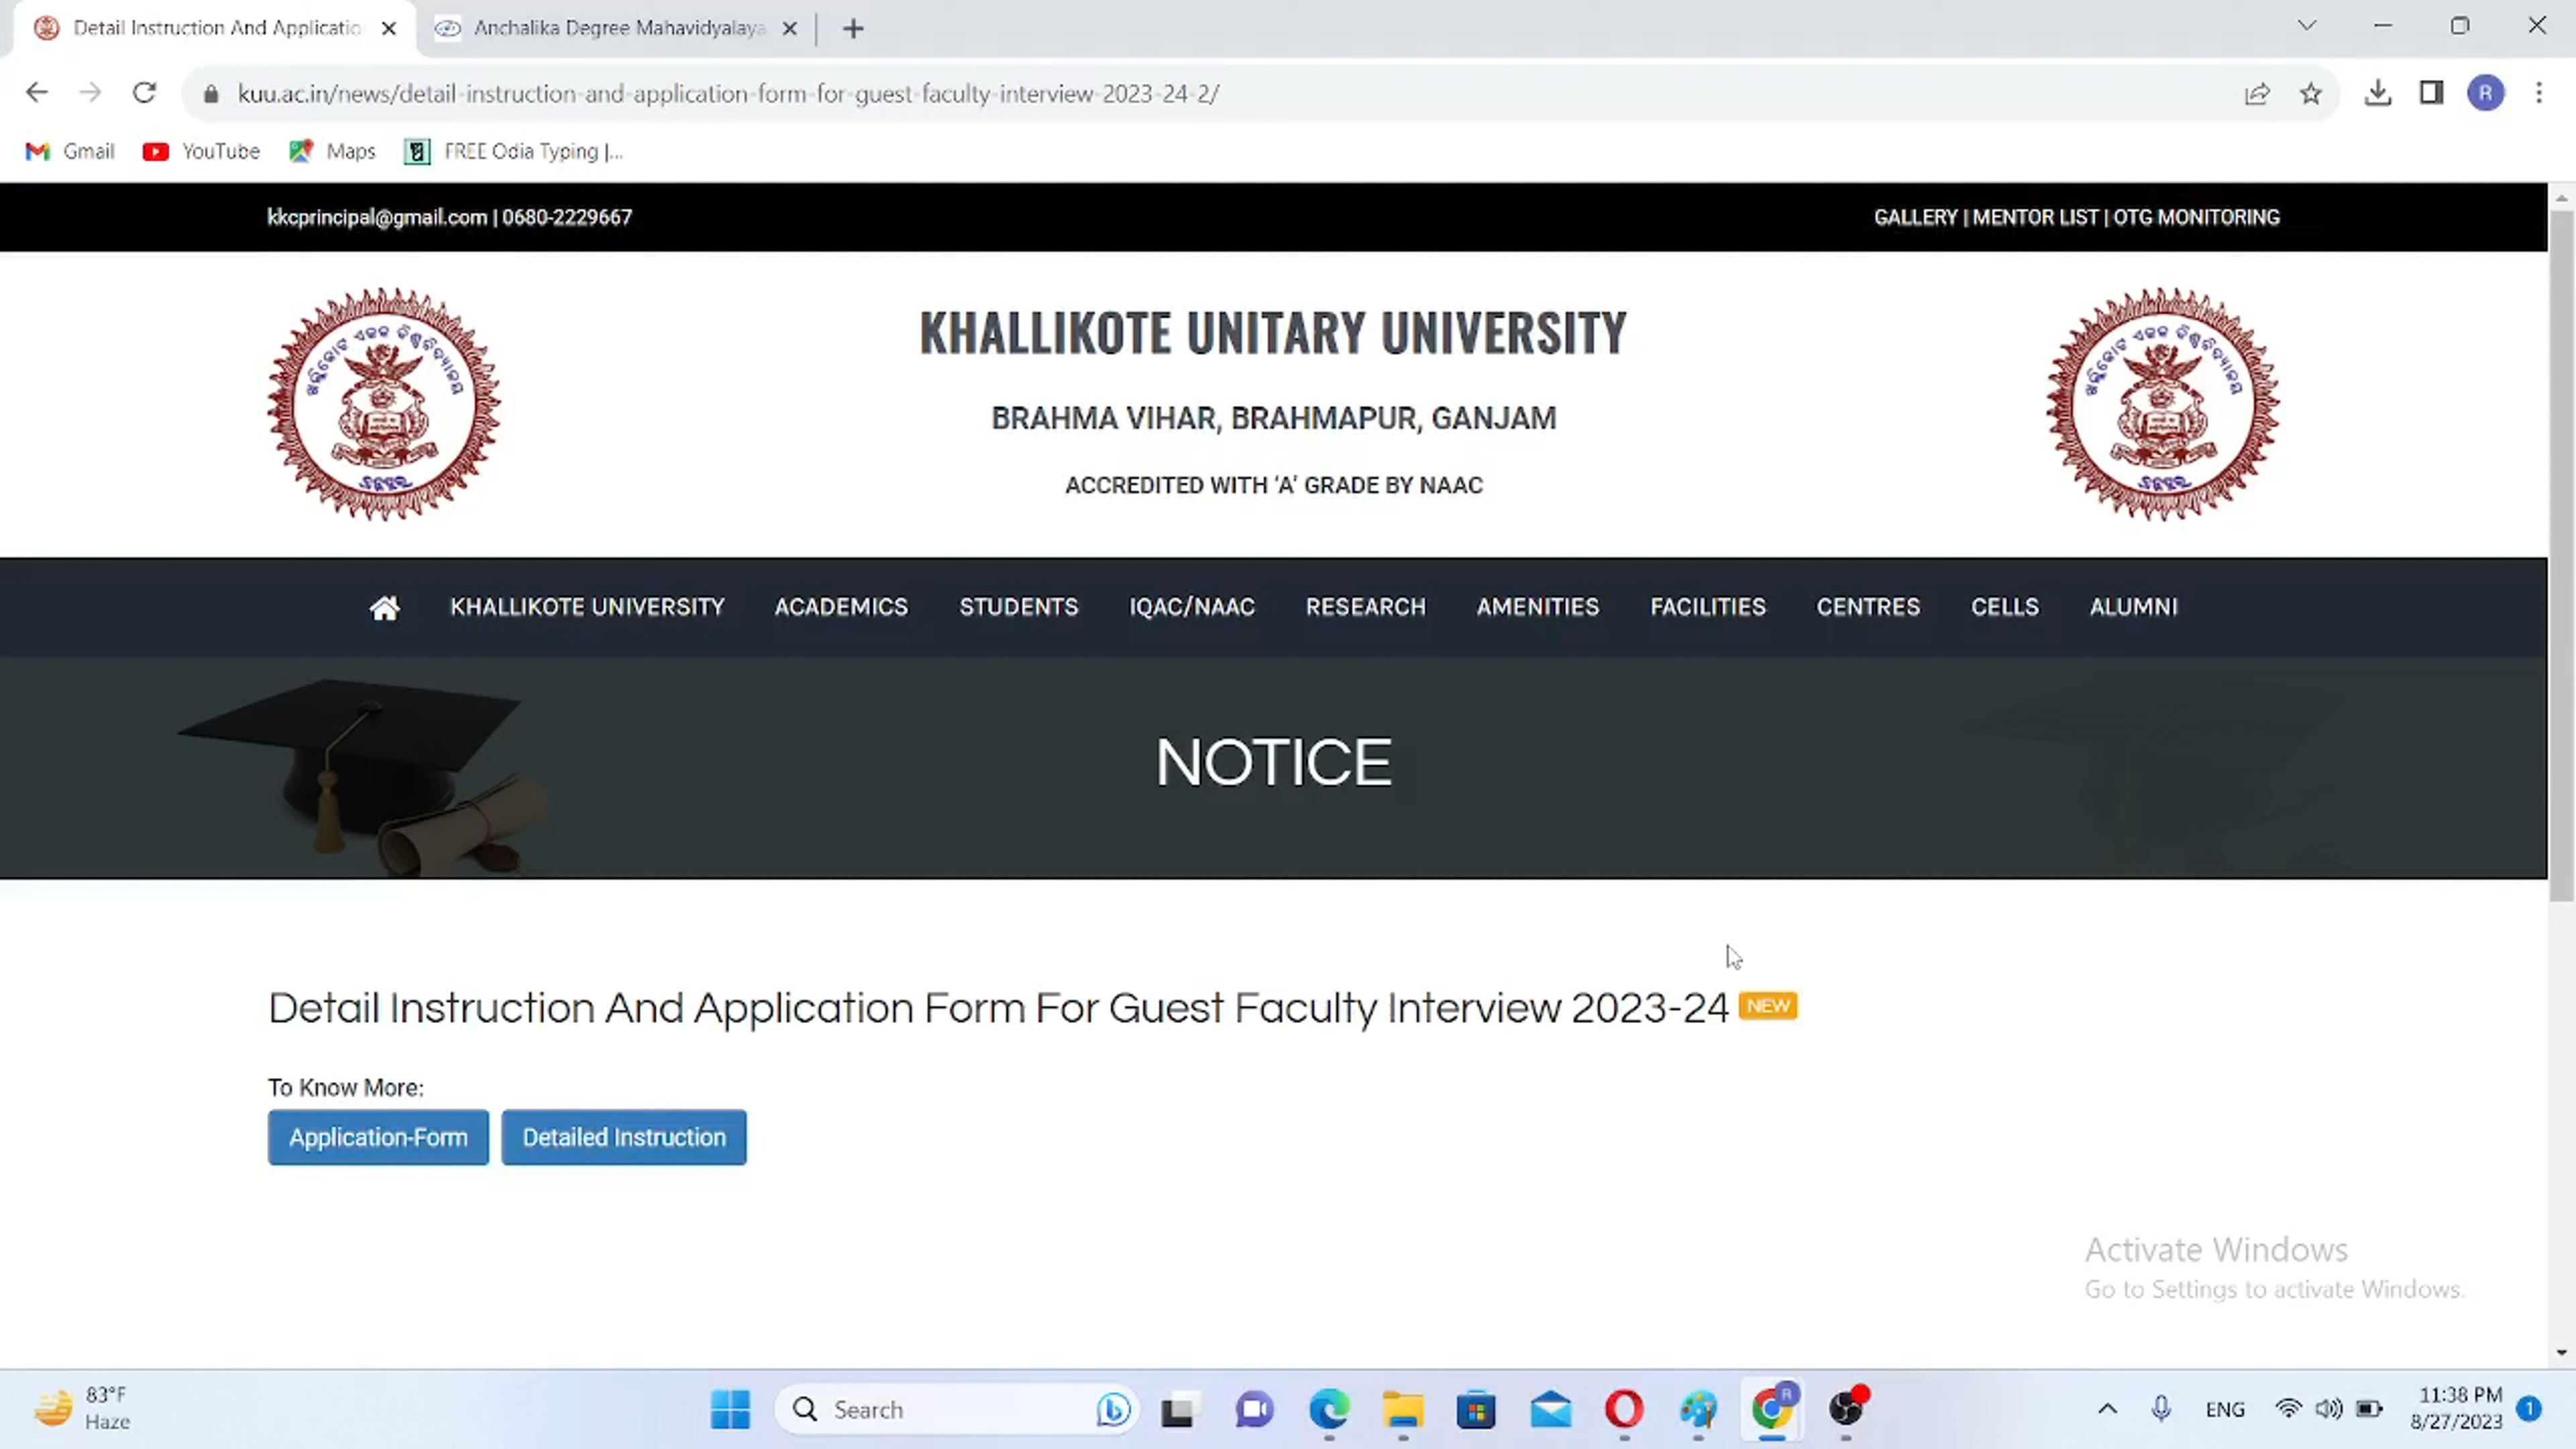 Detail Instruction And Applicatio
Anchalika Degree Mahavidyalaya
kuu.ac.in/news/detail-instruction-and-application-form-for-guest-faculty-interview-2023-24-2/
R
Gmail
YouTube
Maps
FREE Odia Typing |...
kkcprincipal@gmail.com | 0680-2229667
GALLERY | MENTOR LIST | OTG MONITORING
KHALLIKOTE UNITARY UNIVERSITY
BRAHMA VIHAR, BRAHMAPUR, GANJAM
ACCREDITED WITH ‘A’ GRADE BY NAAC
KHALLIKOTE UNIVERSITY ACADEMICS STUDENTS IQAC/NAAC RESEARCH AMENITIES FACILITIES CENTRES CELLS ALUMNI
NOTICE
Detail Instruction And Application Form For Guest Faculty Interview 2023-24 NEW
To Know More:
Application-Form Detailed Instruction
Activate Windows
Go to Settings to activate Windows.
83°F
Haze
Search
R
ENG
11:38 PM
8/27/2023
1